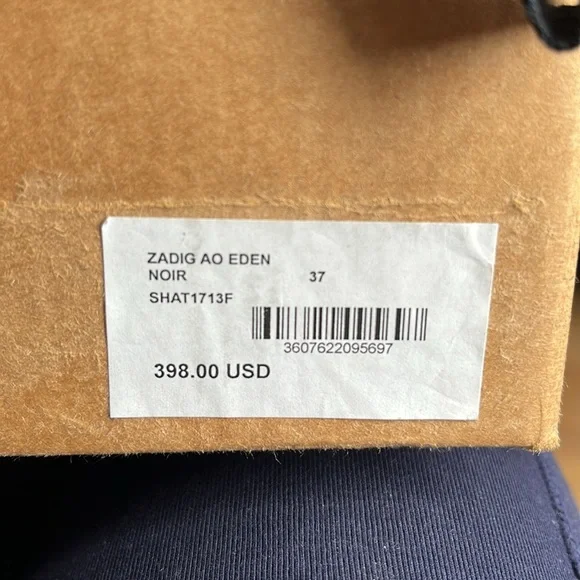 ZADIG AO EDEN
NOIR 37
SHAT1713F
3607622095697
398.00 USD